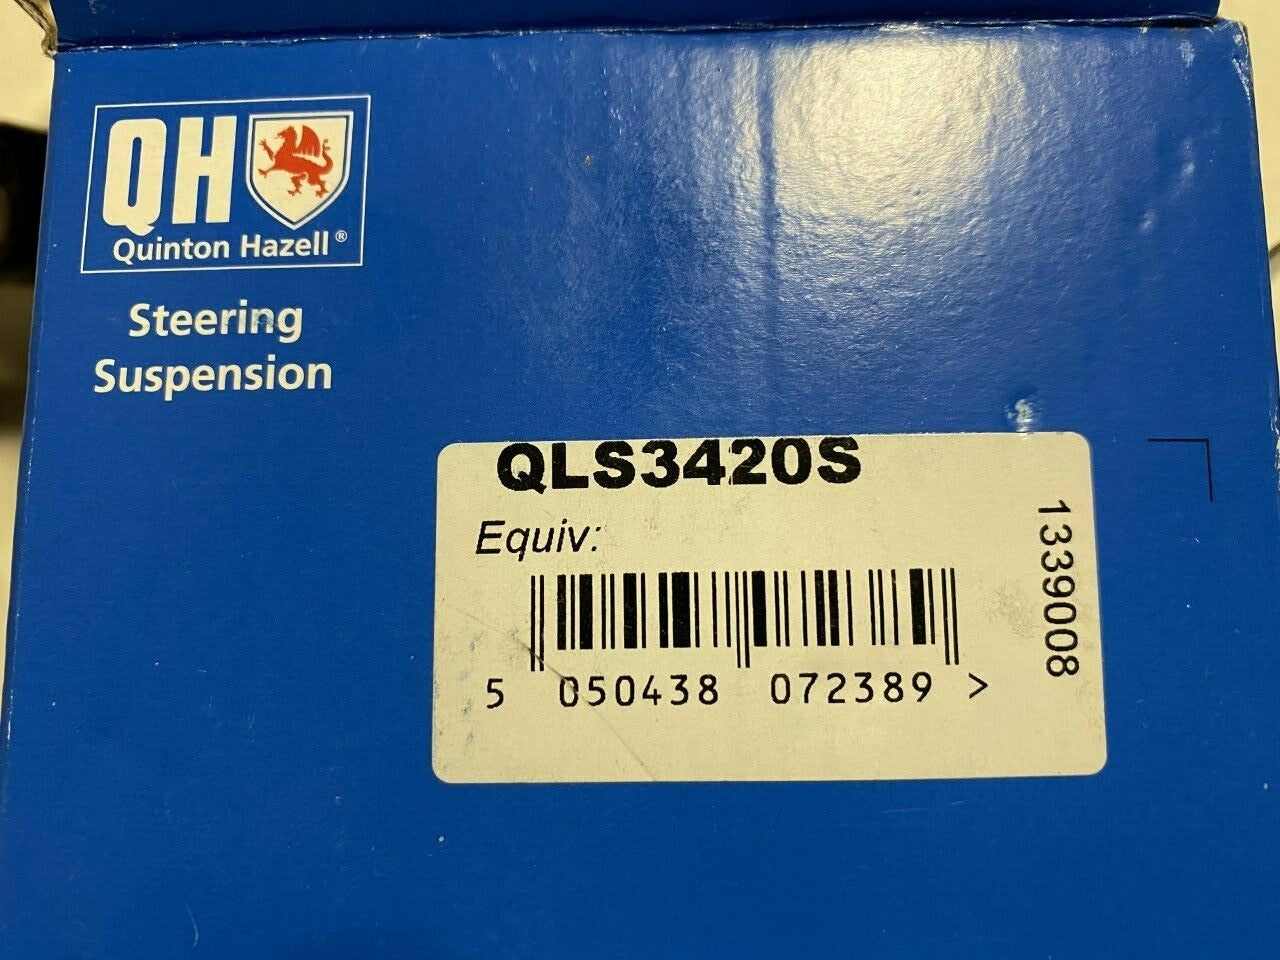 QH
Quinton Hazell®
Steering
Suspension
QLS3420S
Equiv:
5 050438 072389 >
1339008